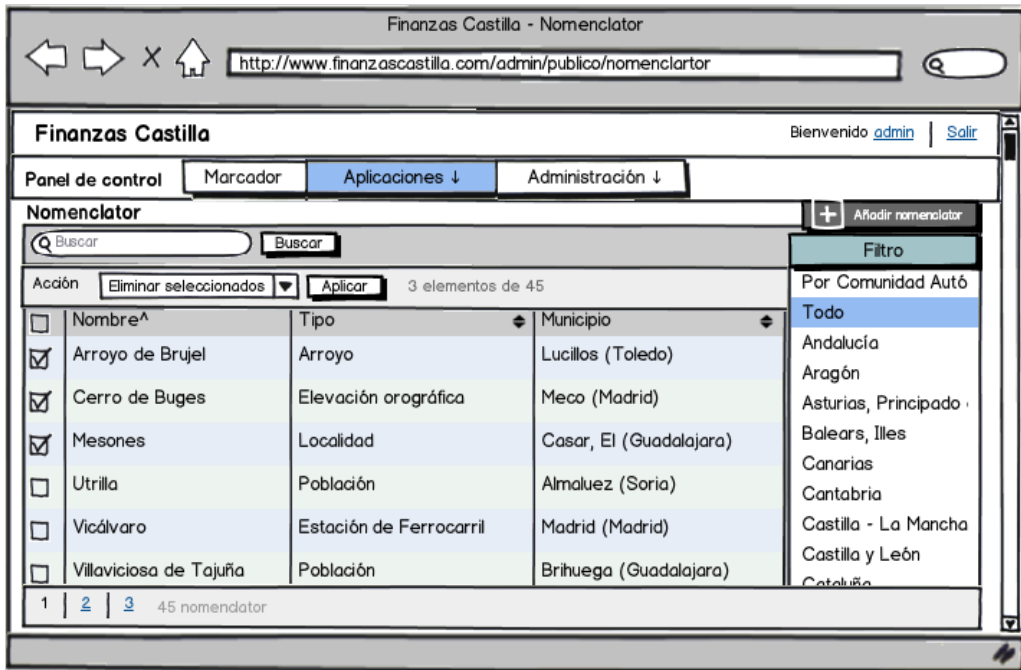 Finanzas Castilla - Nomenclator
X
http://www.finanzascastilla.com/admin/publico/nomenclartor
Finanzas Castilla
Bienvenido admin | Salir
Panel de control Marcador Aplicaciones ↓ Administración ↓
Nomenclator
+ Añadir nomenclator
Buscar Buscar
Filtro
Acción Eliminar seleccionados Aplicar 3 elementos de 45
Por Comunidad Autó
Nombre^ Tipo Municipio
Todo
Arroyo de Brujel Arroyo Lucillos (Toledo)
Andalucía
Aragón
Cerro de Buges Elevación orográfica Meco (Madrid)
Asturias, Principado
Mesones Localidad Casar, El (Guadalajara)
Balears, Illes
Canarias
Utrilla Población Almaluez (Soria)
Cantabria
Vicálvaro Estación de Ferrocarril Madrid (Madrid)
Castilla - La Mancha
Castilla y León
Villaviciosa de Tajuña Población Brihuega (Guadalajara)
Cataluña
1 | 2 | 3 45 nomenclator